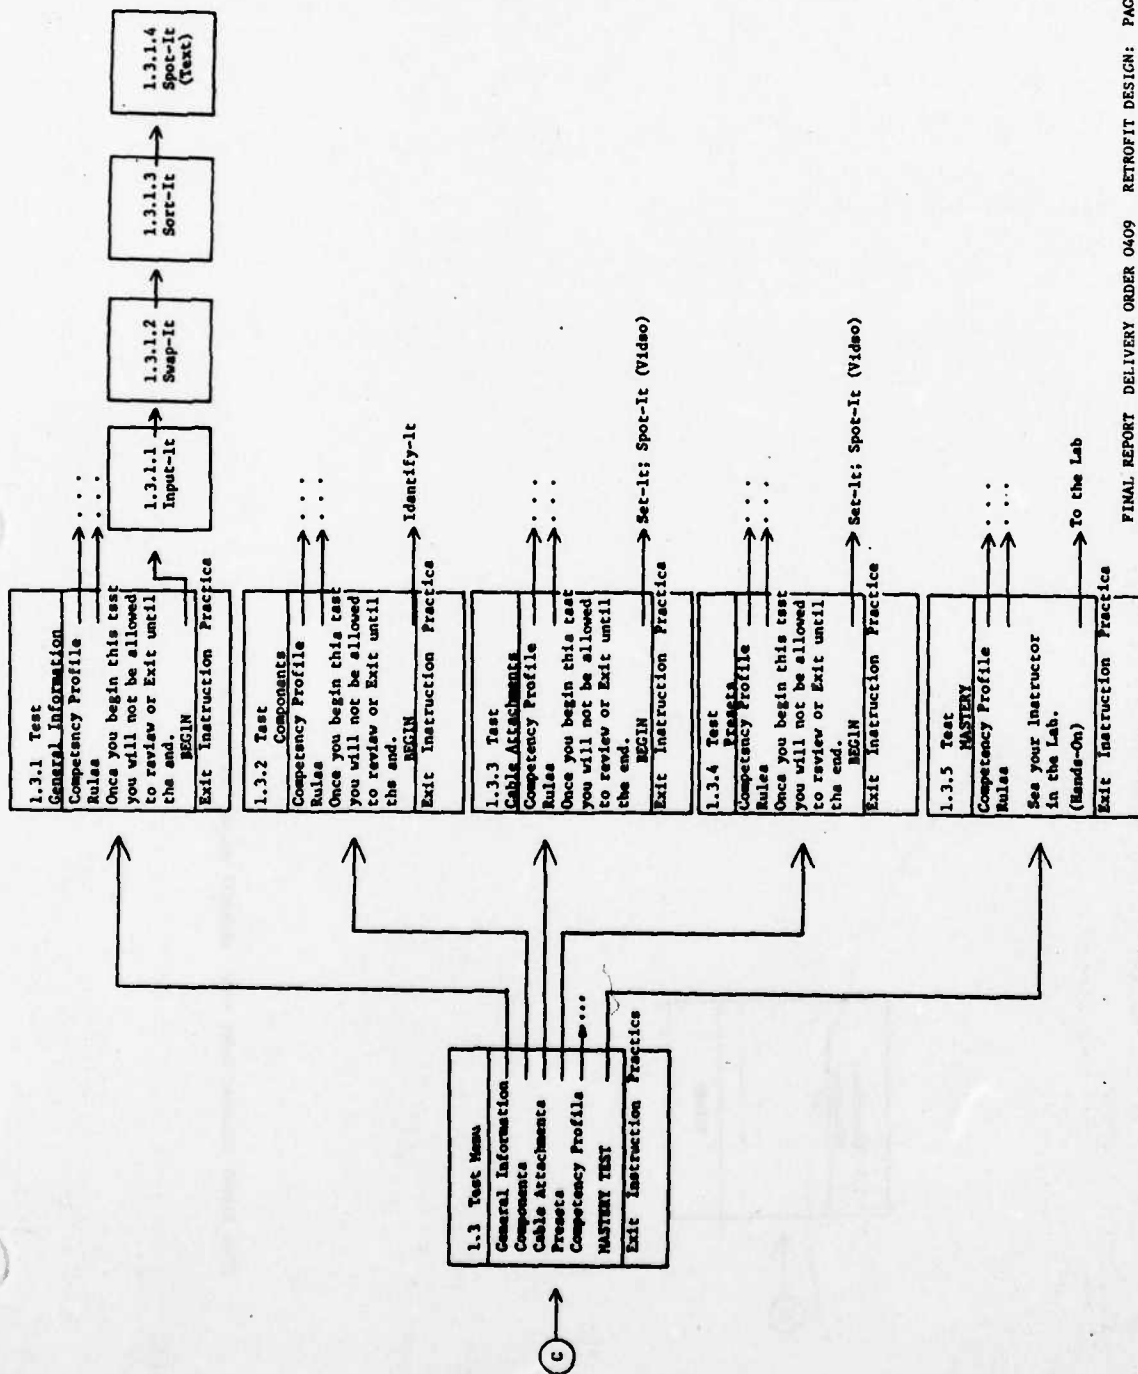 C
1.3 Test Menu
General Information
Components
Cable Attachments
Presets
Competency Profile ...
MASTERY TEST
Exit Instruction Practice
1.3.1 Test
General Information
Competency Profile ...
Rules ...
Once you begin this test
you will not be allowed
to review or Exit until
the end.
BEGIN
Exit Instruction Practice
1.3.1.1
Input-It
1.3.1.2
Swap-It
1.3.1.3
Sort-It
1.3.1.4
Spot-It
(Text)
1.3.2 Test
Components
Competency Profile ...
Rules ...
Once you begin this test
you will not be allowed
to review or Exit until
the end.
BEGIN Identify-It
Exit Instruction Practice
1.3.3 Test
Cable Attachments
Competency Profile ...
Rules ...
Once you begin this test
you will not be allowed
to review or Exit until
the end.
BEGIN Set-It; Spot-It (Video)
Exit Instruction Practice
1.3.4 Test
Presets
Competency Profile ...
Rules ...
Once you begin this test
you will not be allowed
to review or Exit until
the end.
BEGIN Set-It; Spot-It (Video)
Exit Instruction Practice
1.3.5 Test
MASTERY
Competency Profile ...
Rules ...
See your Instructor
in the Lab.
(Hands-On) To the Lab
Exit Instruction Practice
FINAL REPORT DELIVERY ORDER 0409 RETROFIT DESIGN: